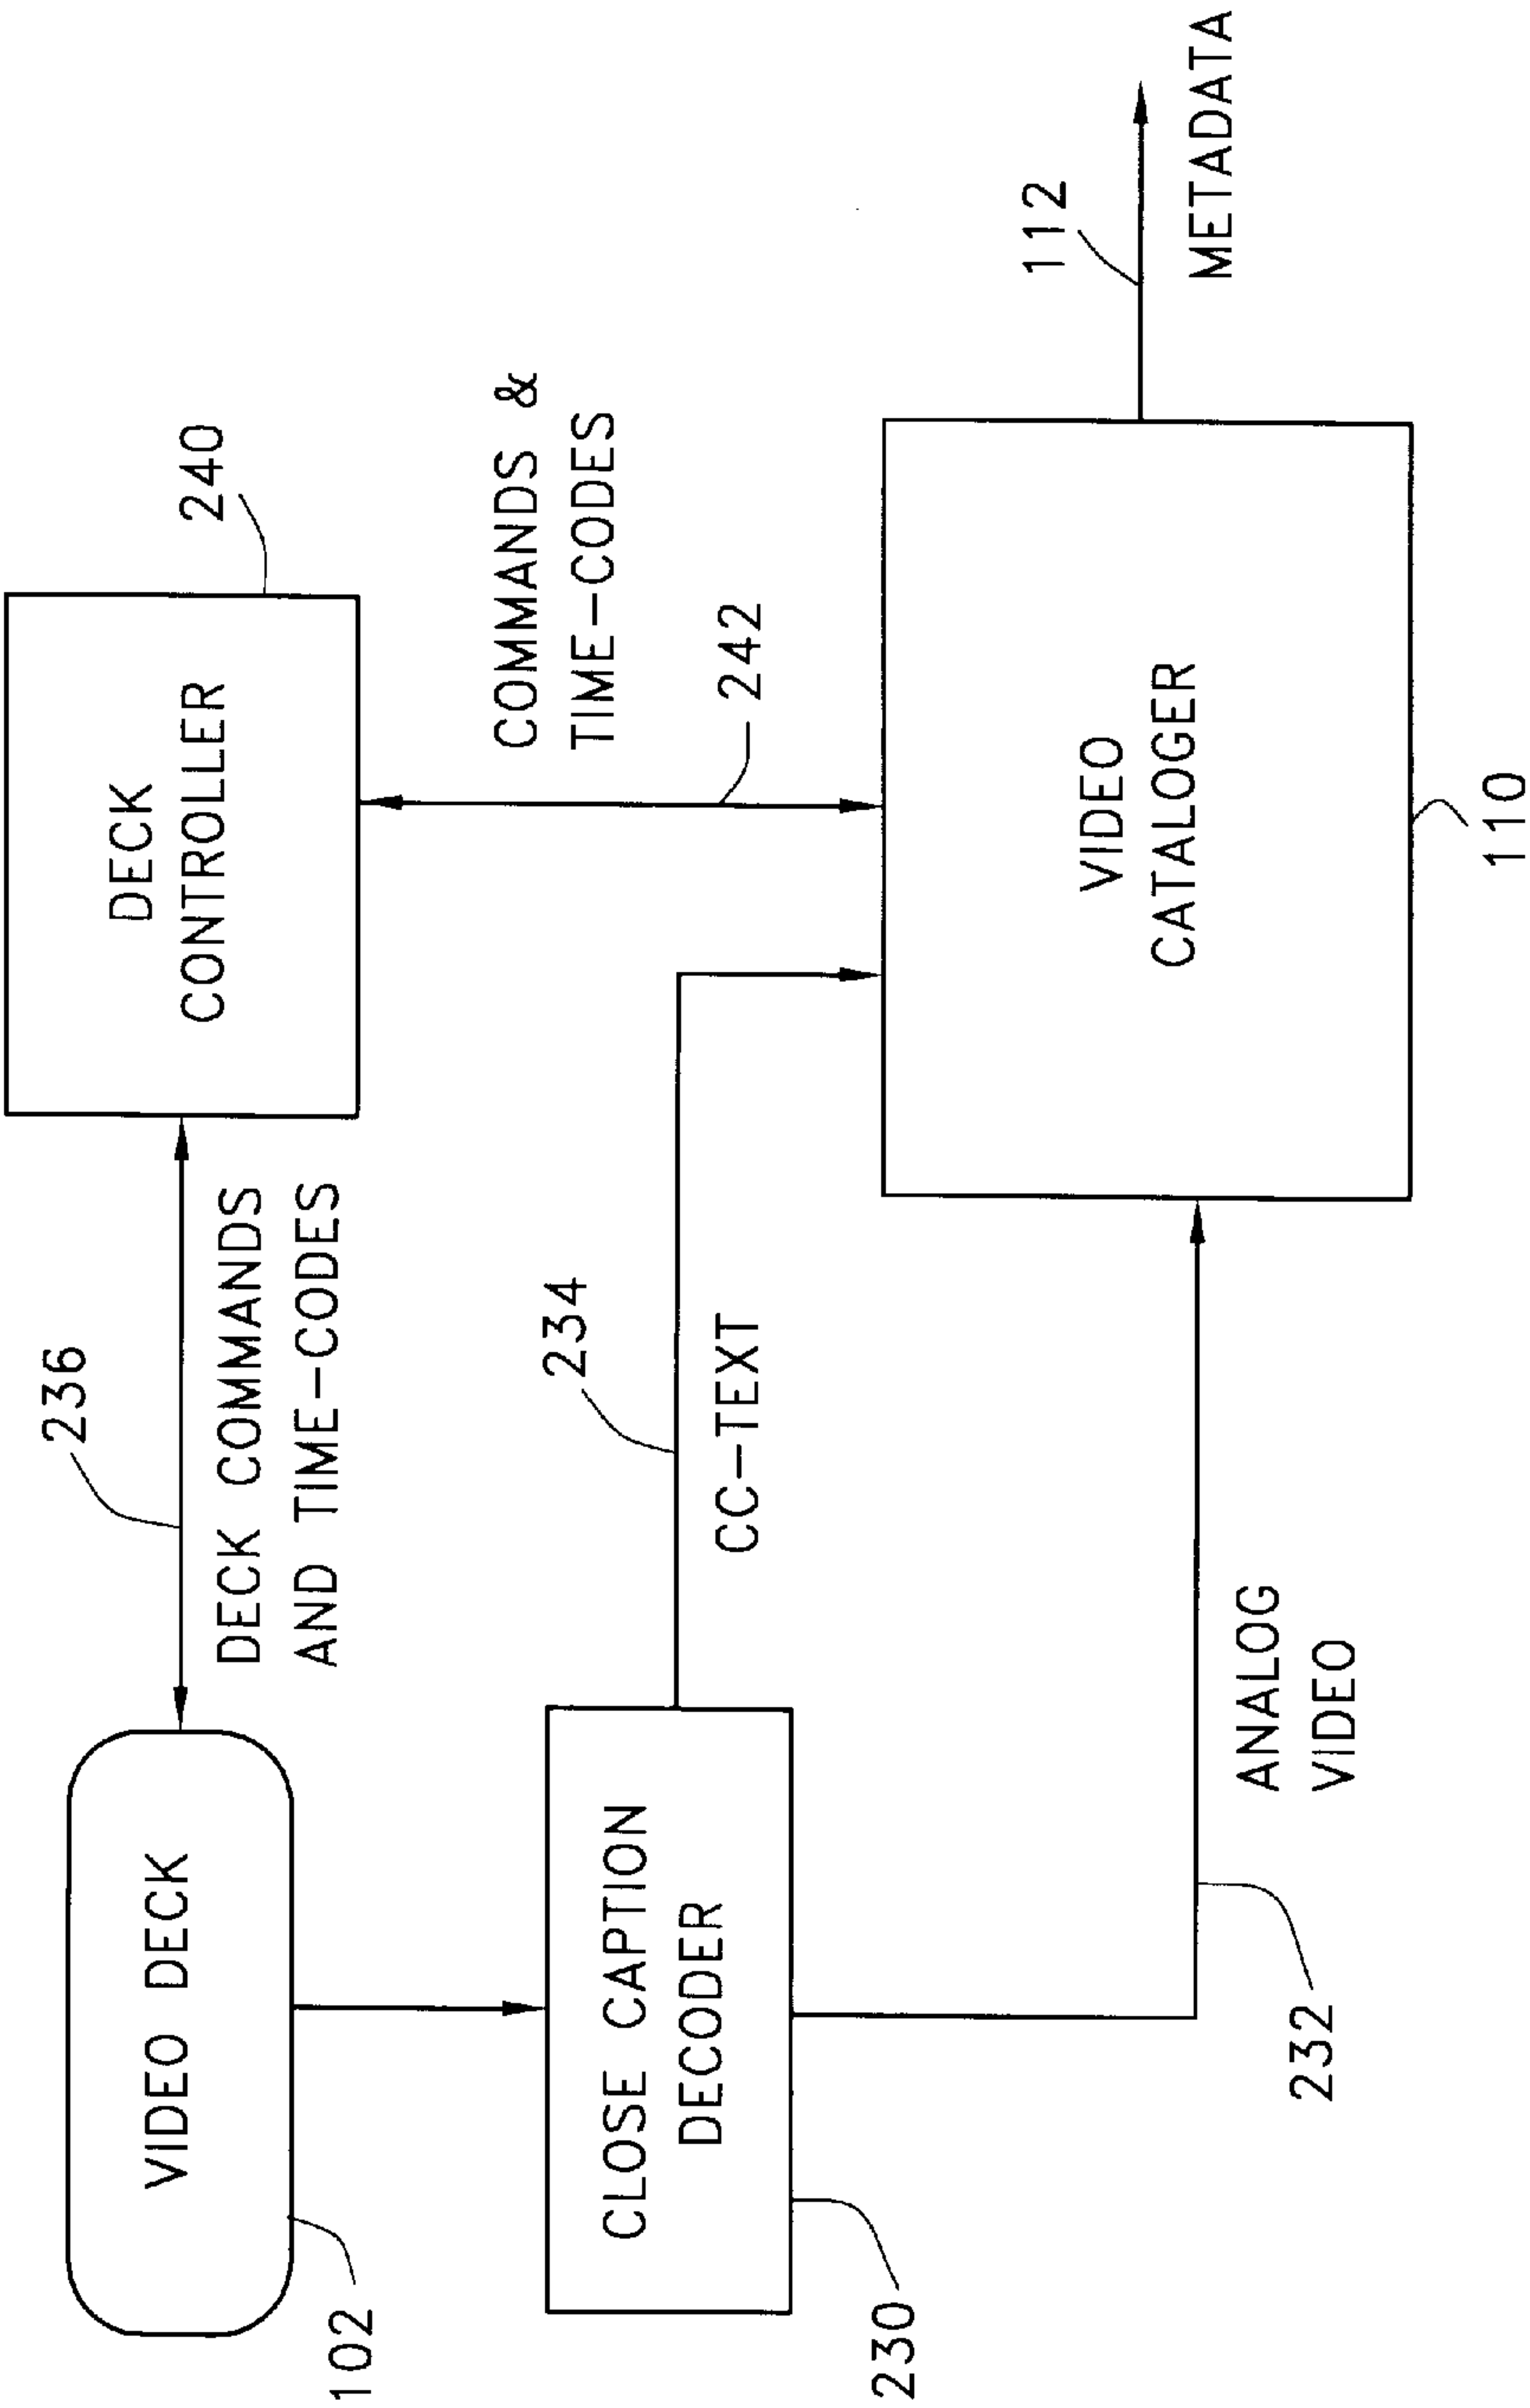 VIDEO DECK
102
236
DECK COMMANDS
AND TIME-CODES
DECK
CONTROLLER
240
CLOSE CAPTION
DECODER
230
234
CC-TEXT
COMMANDS &
TIME-CODES
242
ANALOG
VIDEO
232
VIDEO
CATALOGER
110
112
METADATA